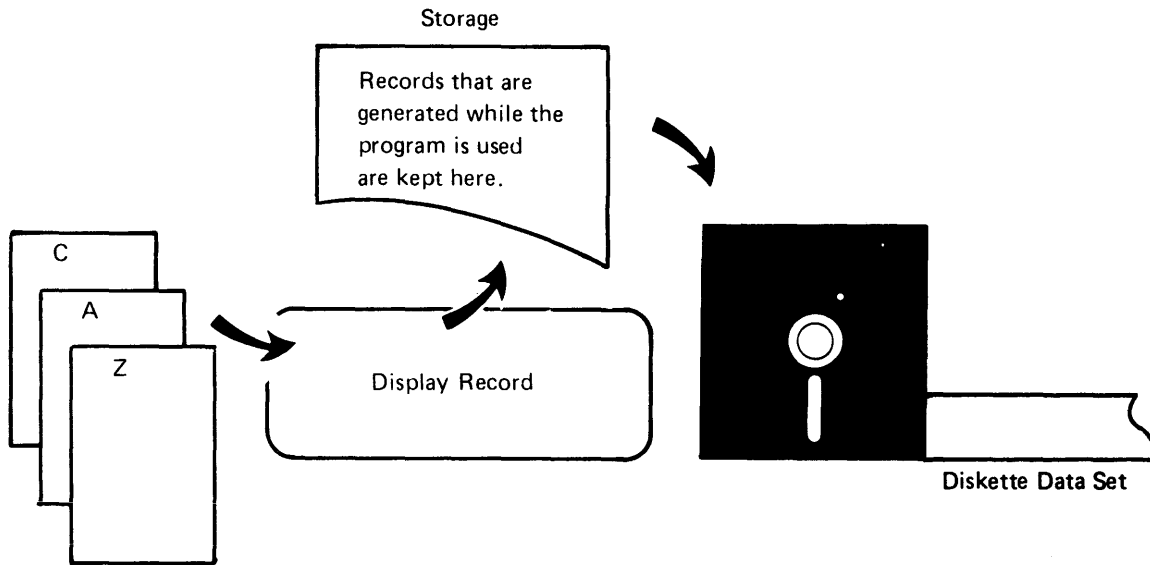 Storage
Records that are
generated while the
program is used
are kept here.
C
A
Z
Display Record
Diskette Data Set